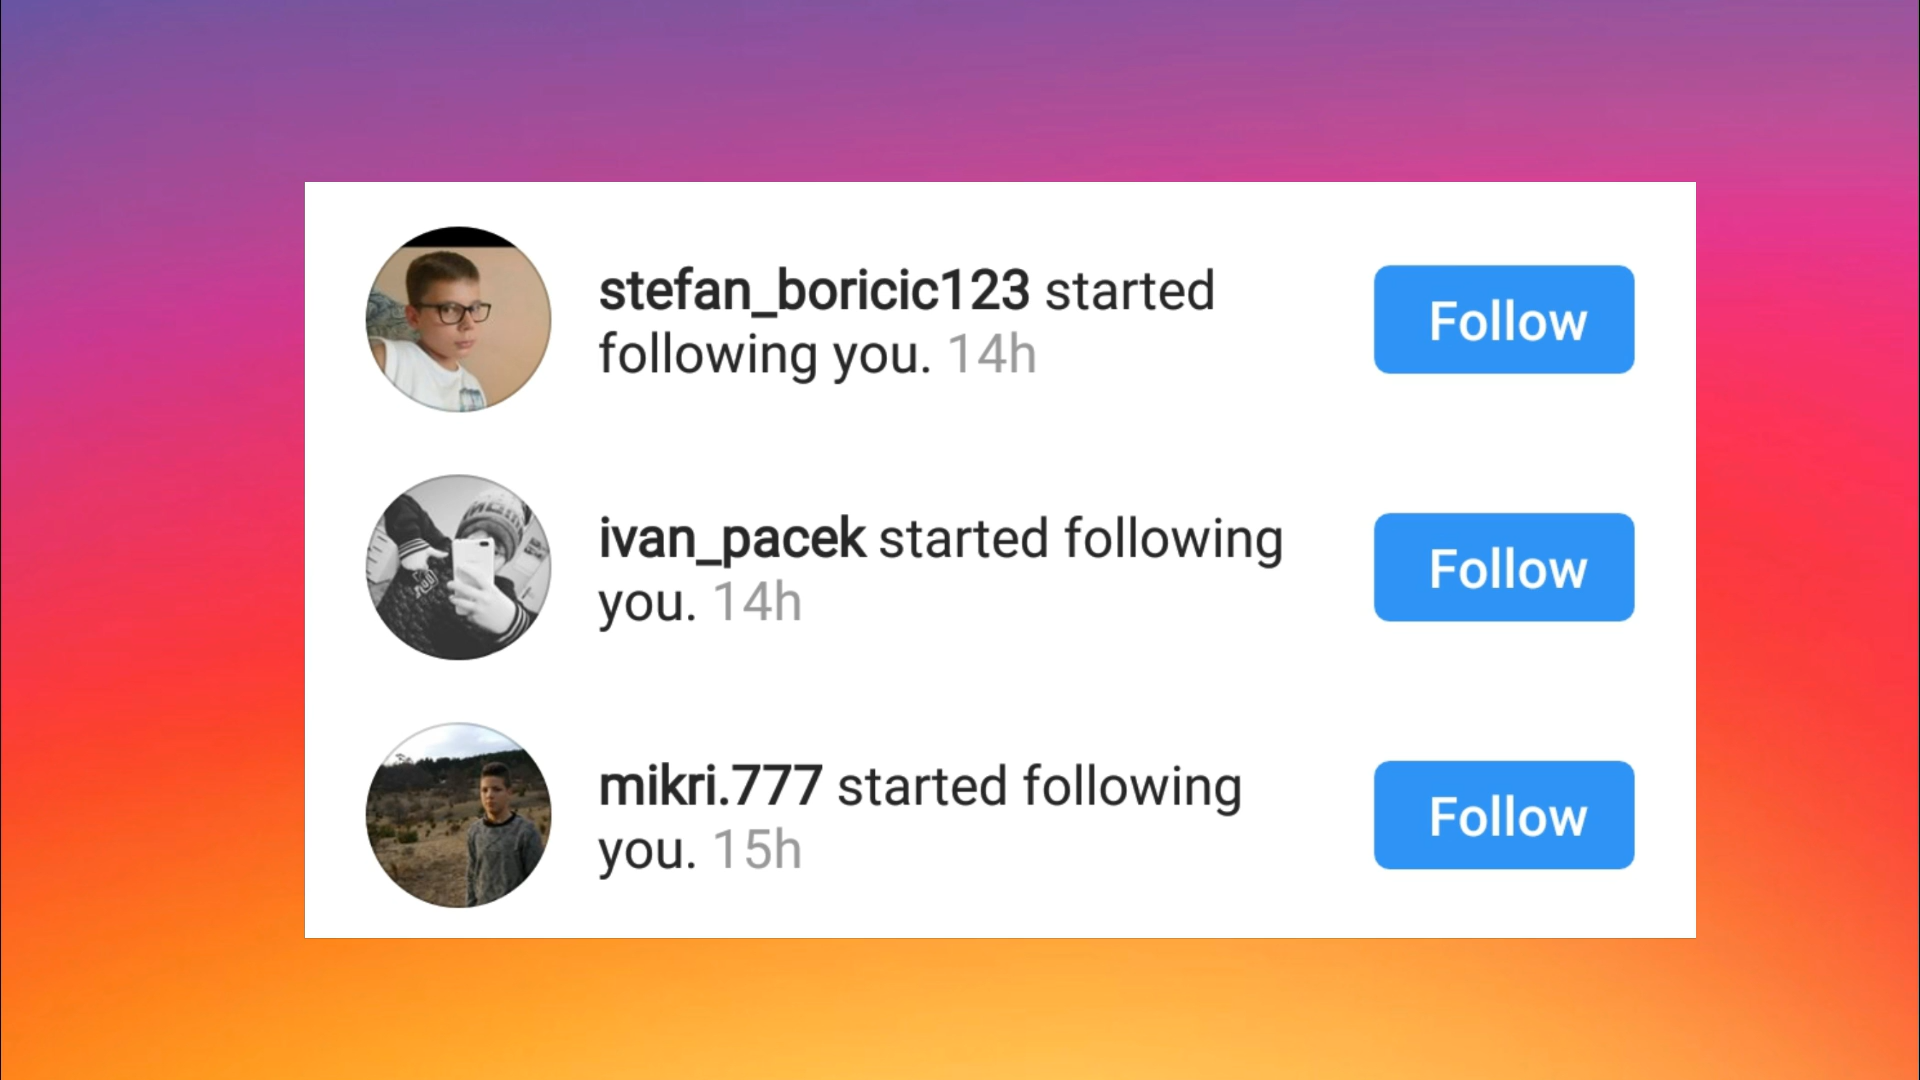 stefan_boricic123 started
following you. 14h
Follow
ivan_pacek started following
you. 14h
Follow
mikri.777 started following
you. 15h
Follow